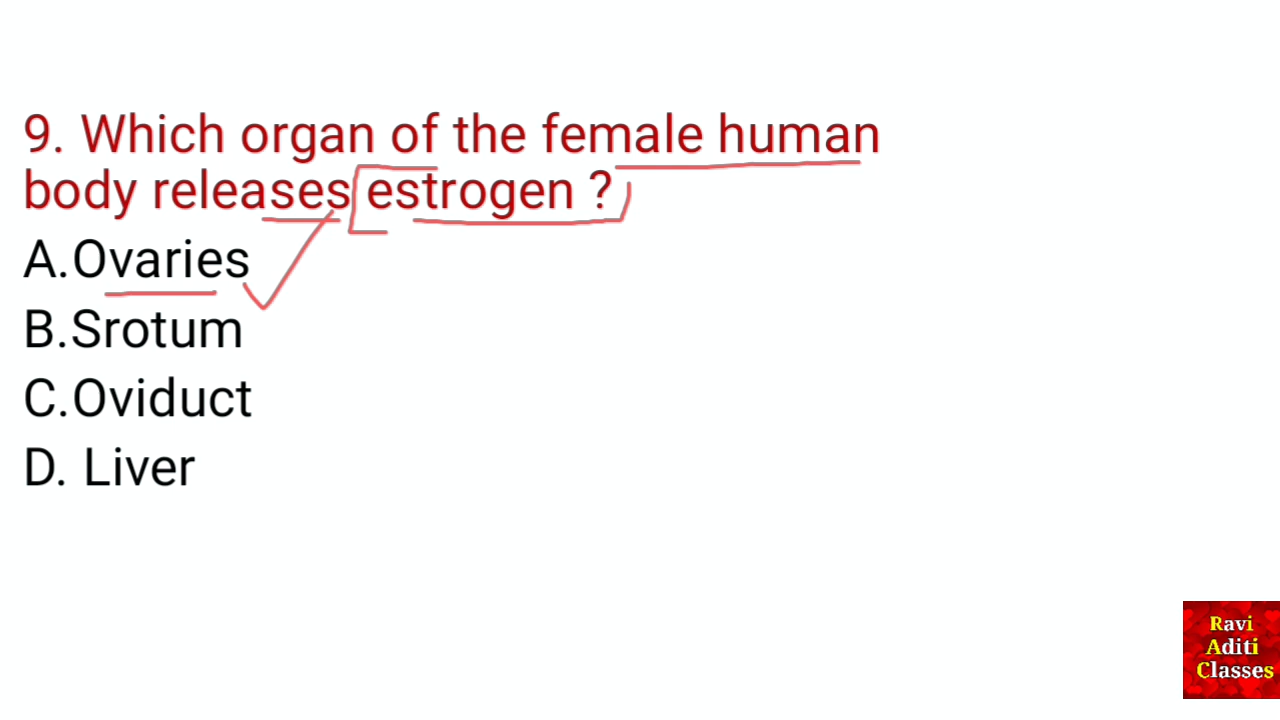 9. Which organ of the female human
body releases estrogen ?
A.Ovaries
B.Srotum
C.Oviduct
D. Liver
Ravi
Aditi
Classes